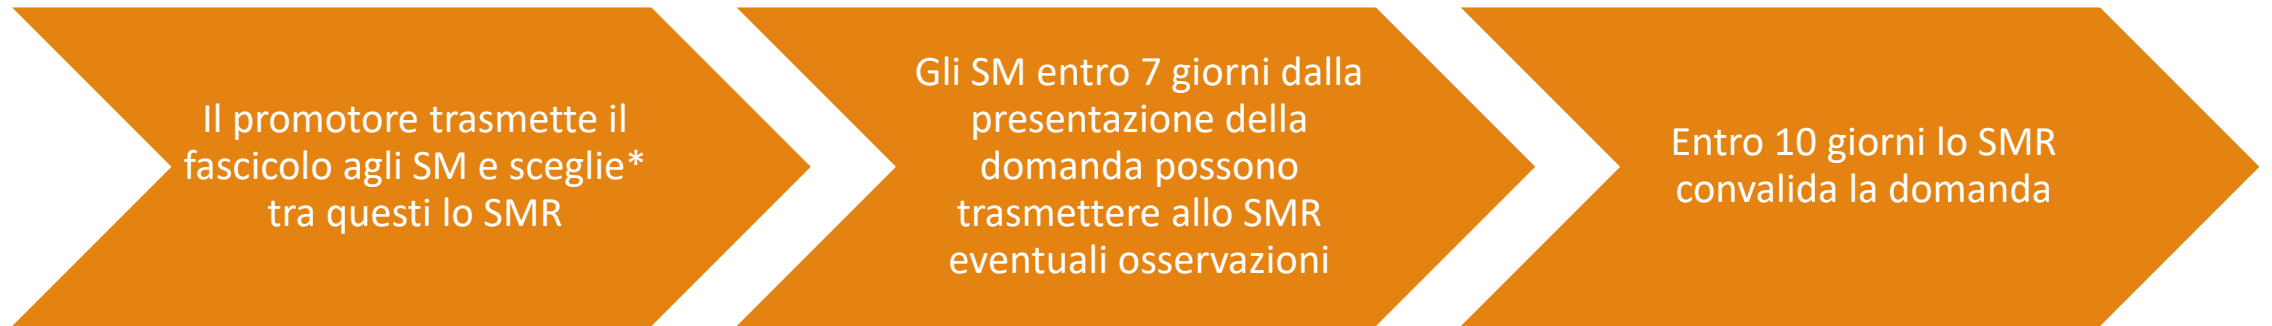 Il promotore trasmette il
fascicolo agli SM e sceglie*
tra questi lo SMR
Gli SM entro 7 giorni dalla
presentazione della
domanda possono
trasmettere allo SMR
eventuali osservazioni
Entro 10 giorni lo SMR
convalida la domanda